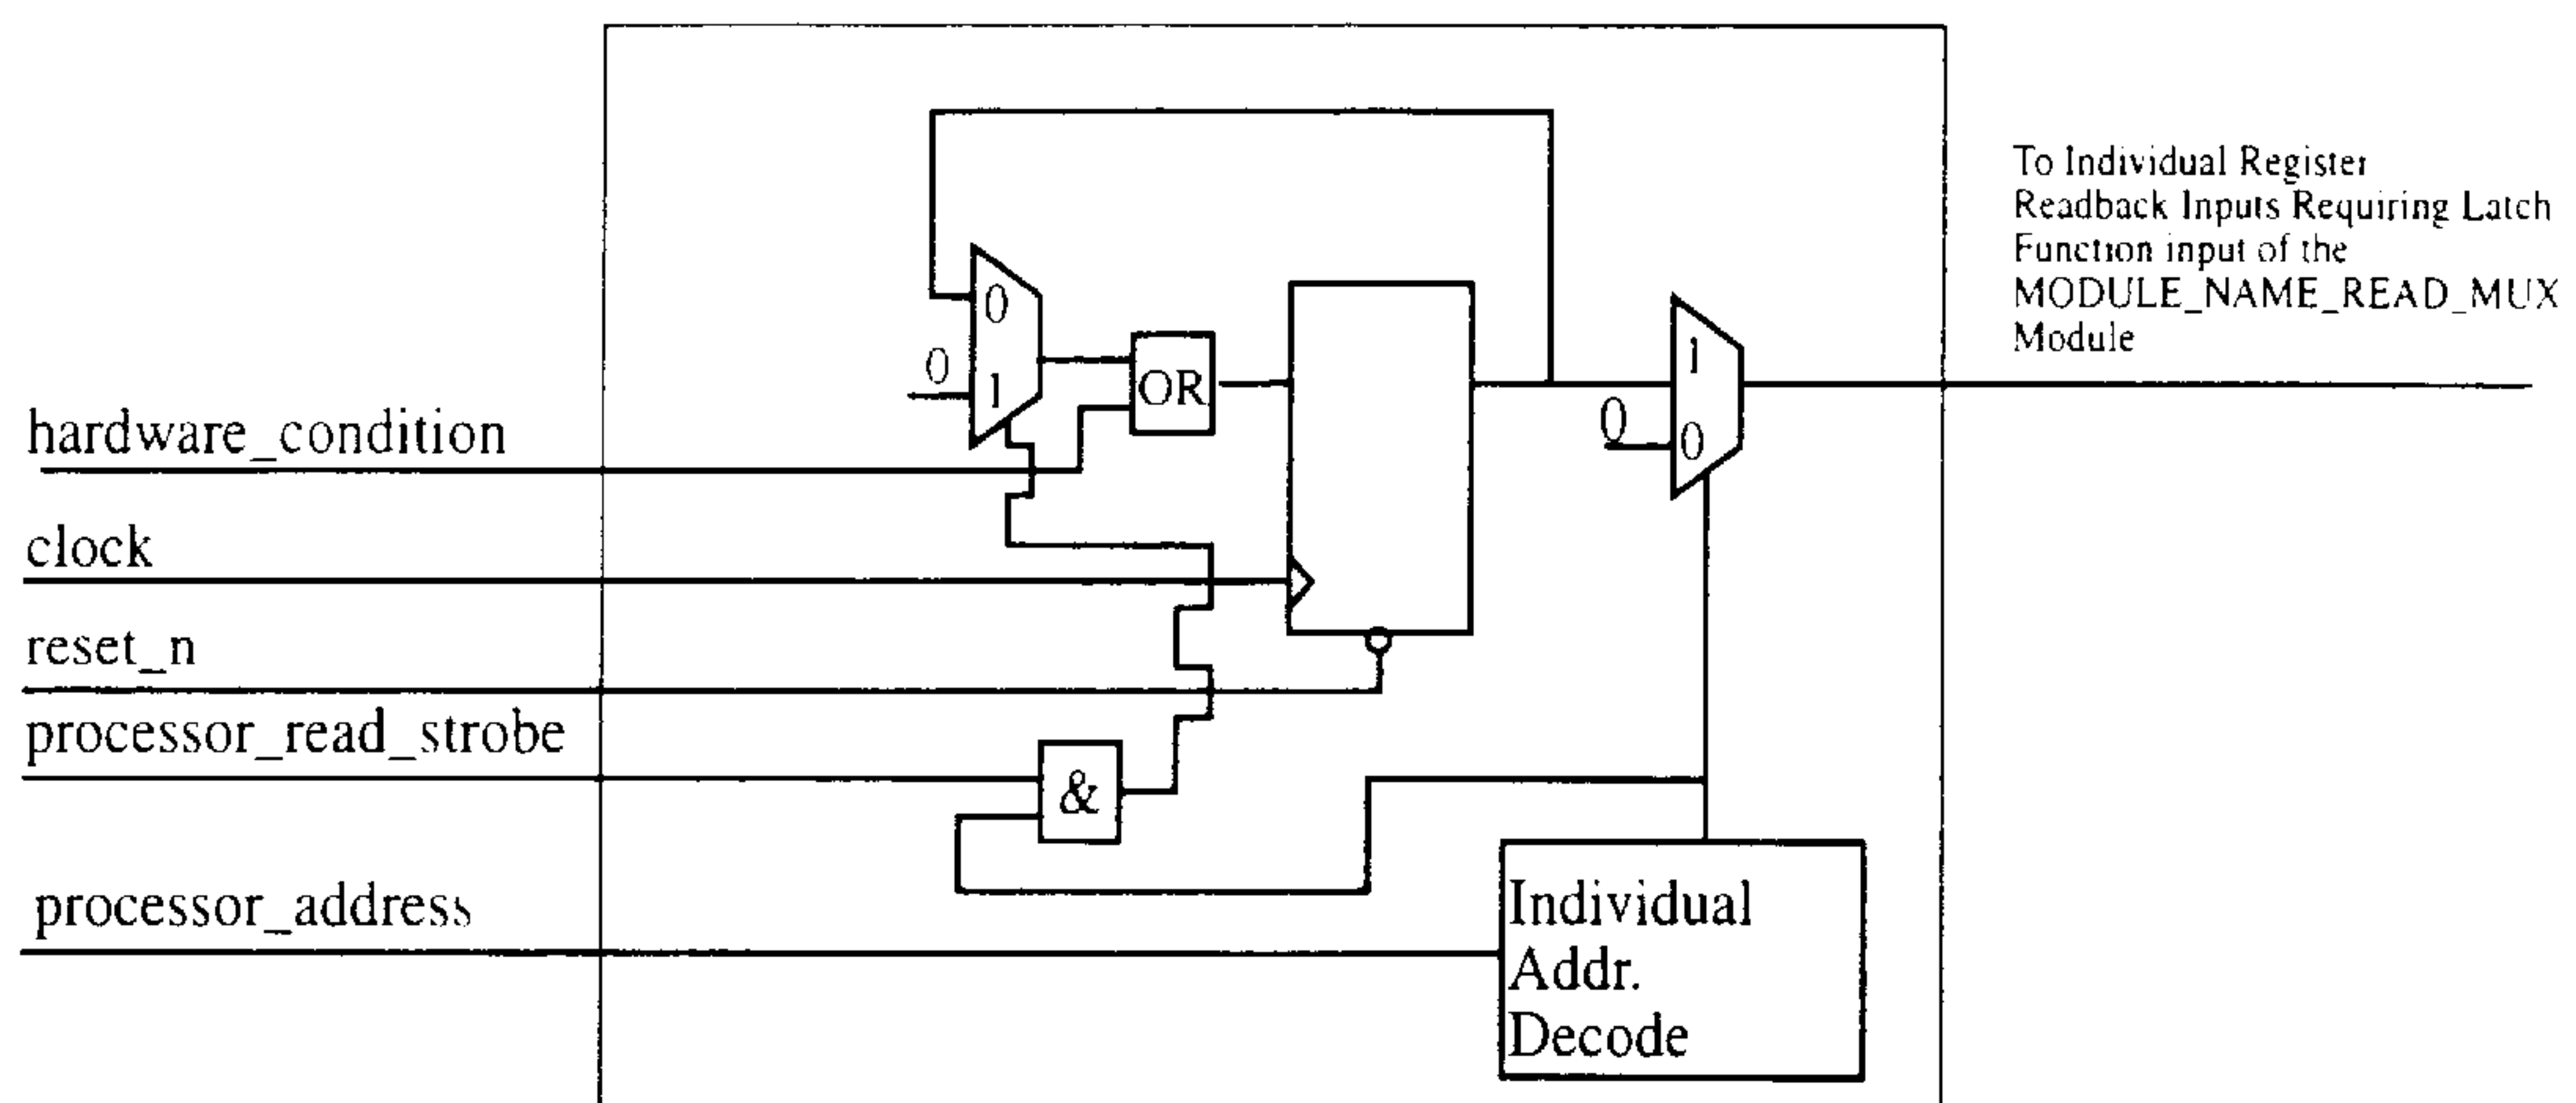 To Individual Register
Readback Inputs Requiring Latch
Function input of the
MODULE_NAME_READ_MUX
Module
0
0
1
OR
1
0
0
hardware_condition
clock
reset_n
processor_read_strobe
&
processor_address
Individual
Addr.
Decode